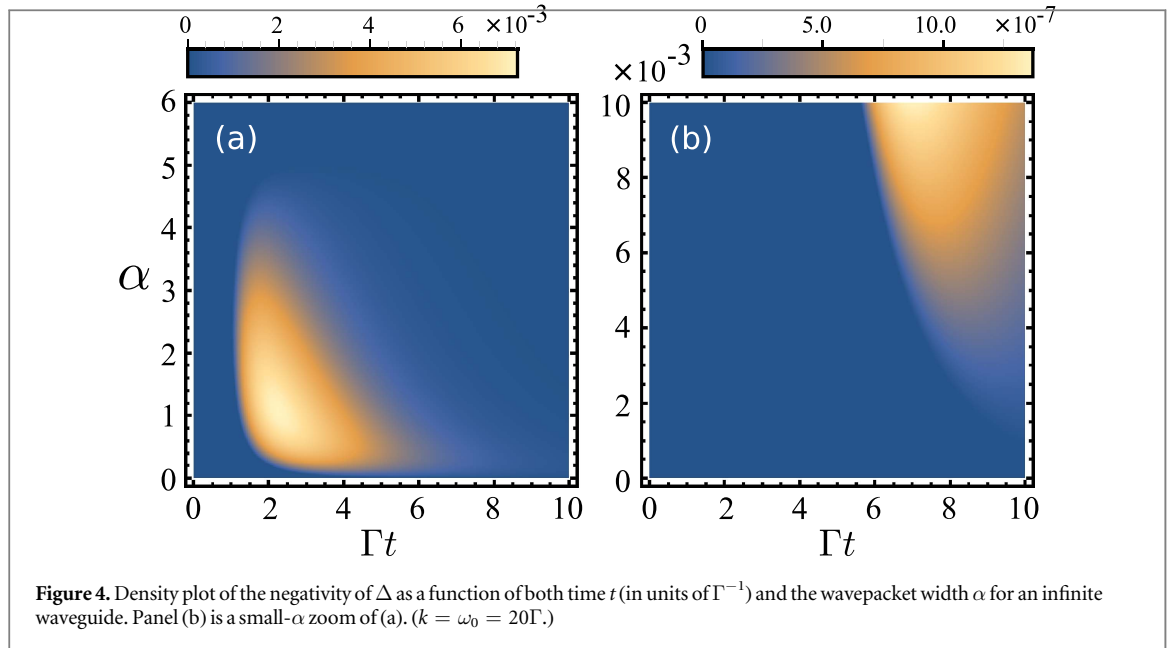 0 2 4 6 ×10⁻³
0 5.0 10.0 ×10⁻⁷
×10⁻³
(a)
6
5
4
3
2
1
0
α
0 2 4 6 8 10
Γt
(b)
10
8
6
4
2
0
0 2 4 6 8 10
Γt
Figure 4. Density plot of the negativity of Δ as a function of both time t (in units of Γ⁻¹) and the wavepacket width α for an infinite
waveguide. Panel (b) is a small-α zoom of (a). (k = ω₀ = 20Γ.)